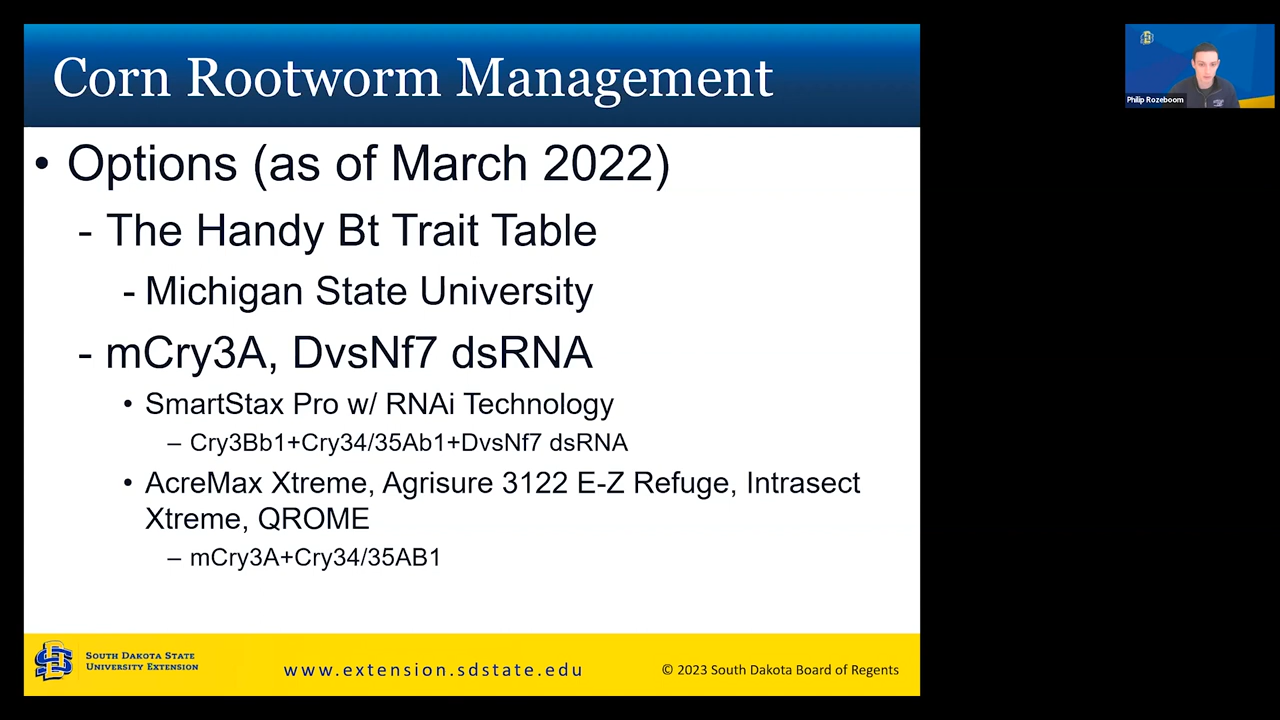 Corn Rootworm Management
• Options (as of March 2022)
- The Handy Bt Trait Table
- Michigan State University
- mCry3A, DvsNf7 dsRNA
• SmartStax Pro w/ RNAi Technology
– Cry3Bb1+Cry34/35Ab1+DvsNf7 dsRNA
• AcreMax Xtreme, Agrisure 3122 E-Z Refuge, Intrasect
Xtreme, QROME
– mCry3A+Cry34/35AB1
SOUTH DAKOTA STATE
UNIVERSITY EXTENSION
www.extension.sdstate.edu
© 2023 South Dakota Board of Regents
Philip Rozeboom